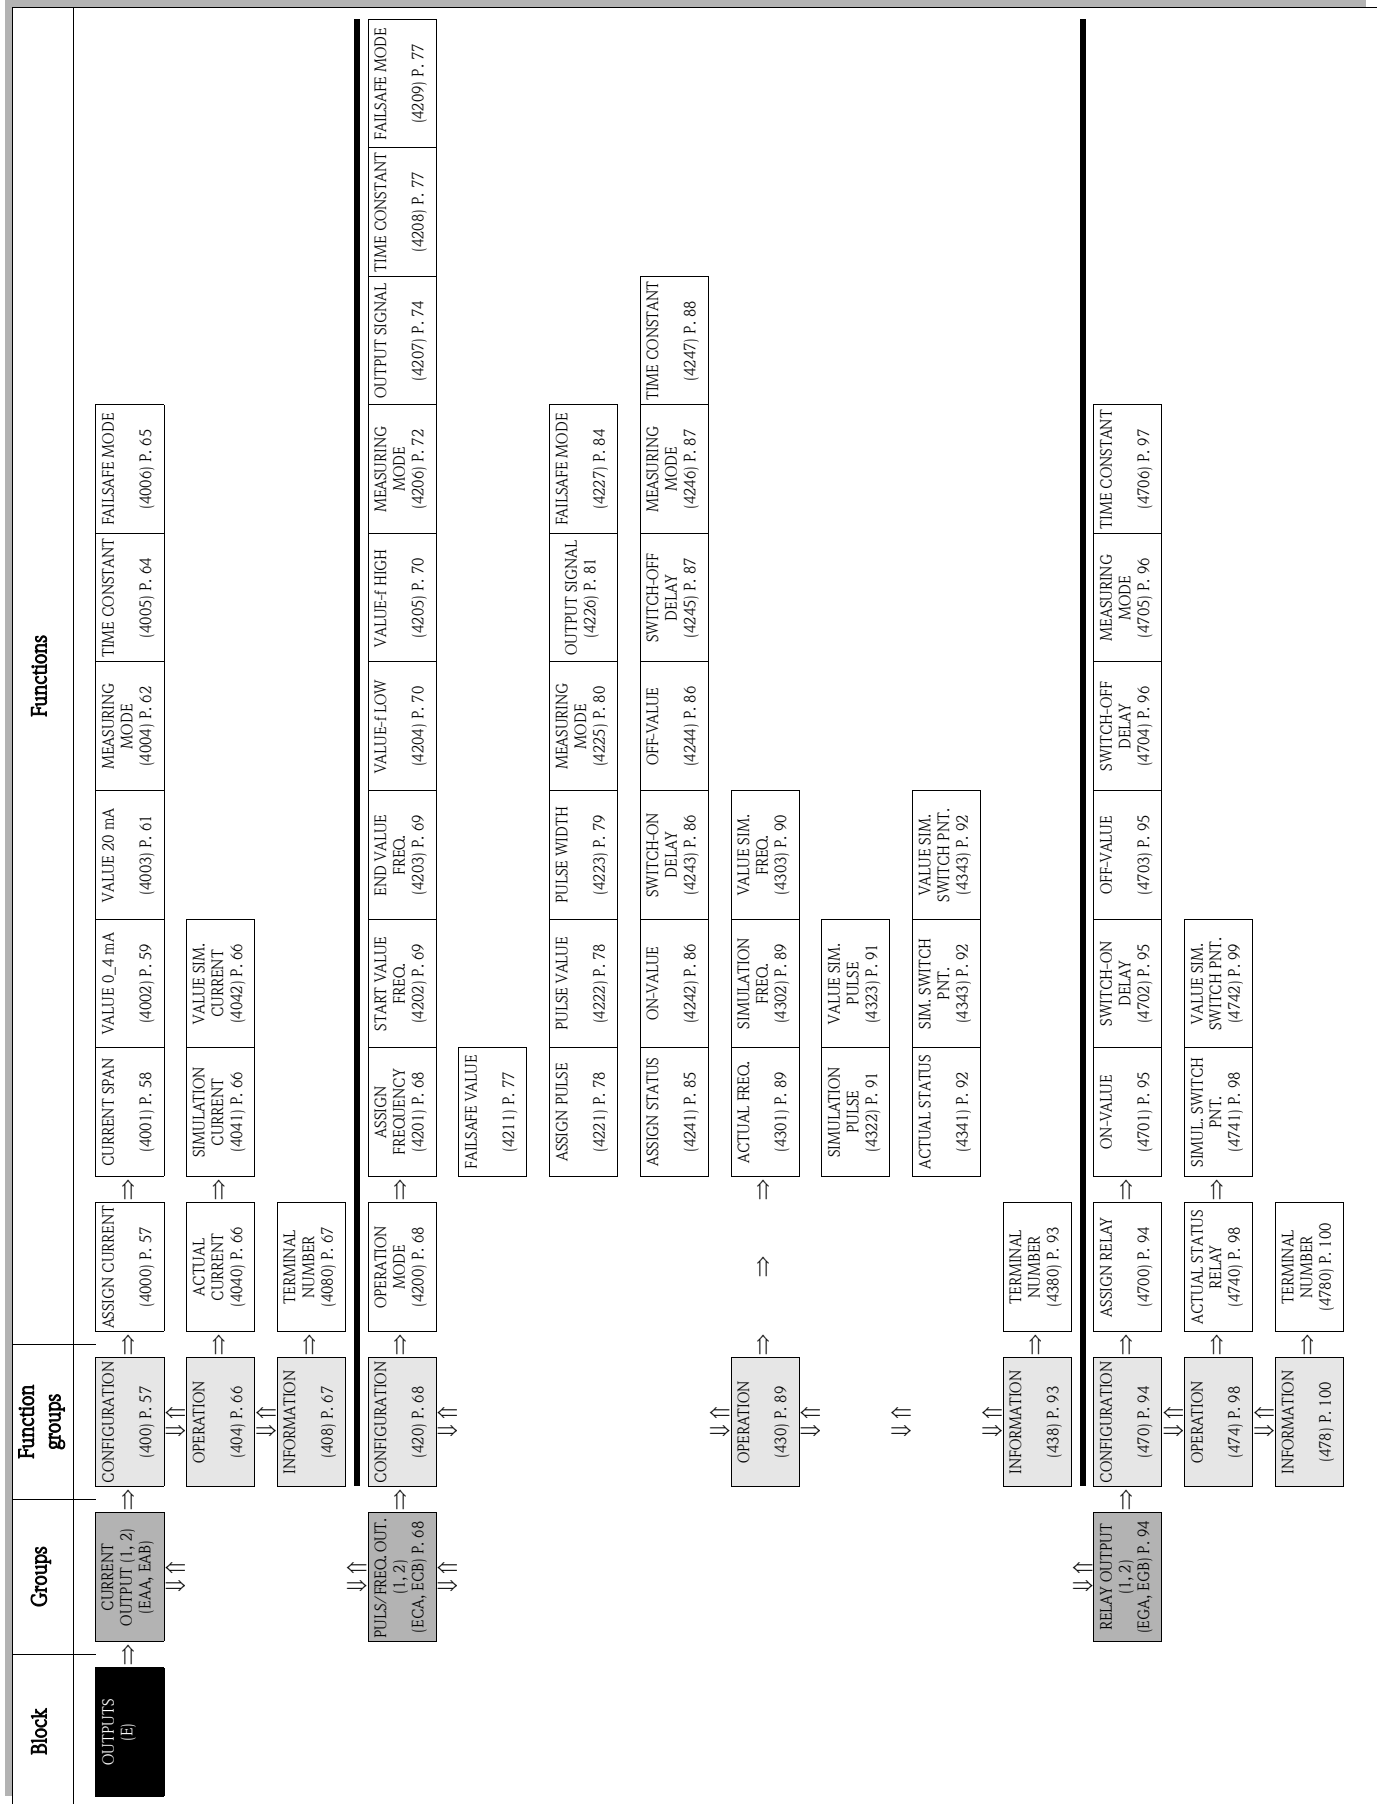 Block
Groups
Function
groups
Functions
OUTPUTS
(E)
CURRENT
OUTPUT (1, 2)
(EAA, EAB)
CONFIGURATION
(400) P. 57
ASSIGN CURRENT
(4000) P. 57
CURRENT SPAN
(4001) P. 58
VALUE 0_4 mA
(4002) P. 59
VALUE 20 mA
(4003) P. 61
MEASURING
MODE
(4004) P. 62
TIME CONSTANT
(4005) P. 64
FAILSAFE MODE
(4006) P. 65
OPERATION
(404) P. 66
ACTUAL
CURRENT
(4040) P. 66
SIMULATION
CURRENT
(4041) P. 66
VALUE SIM.
CURRENT
(4042) P. 66
INFORMATION
(408) P. 67
TERMINAL
NUMBER
(4080) P. 67
PULS/FREQ. OUT.
(1, 2)
(ECA, ECB) P. 68
CONFIGURATION
(420) P. 68
OPERATION
MODE
(4200) P. 68
ASSIGN
FREQUENCY
(4201) P. 68
START VALUE
FREQ.
(4202) P. 69
END VALUE
FREQ.
(4203) P. 69
VALUE-f LOW
(4204) P. 70
VALUE-f HIGH
(4205) P. 70
MEASURING
MODE
(4206) P. 72
OUTPUT SIGNAL
(4207) P. 74
TIME CONSTANT
(4208) P. 77
FAILSAFE MODE
(4209) P. 77
FAILSAFE VALUE
(4211) P. 77
ASSIGN PULSE
(4221) P. 78
PULSE VALUE
(4222) P. 78
PULSE WIDTH
(4223) P. 79
MEASURING
MODE
(4225) P. 80
OUTPUT SIGNAL
(4226) P. 81
FAILSAFE MODE
(4227) P. 84
ASSIGN STATUS
(4241) P. 85
ON-VALUE
(4242) P. 86
SWITCH-ON
DELAY
(4243) P. 86
OFF-VALUE
(4244) P. 86
SWITCH-OFF
DELAY
(4245) P. 87
MEASURING
MODE
(4246) P. 87
TIME CONSTANT
(4247) P. 88
OPERATION
(430) P. 89
ACTUAL FREQ.
(4301) P. 89
SIMULATION
FREQ.
(4302) P. 89
VALUE SIM.
FREQ.
(4303) P. 90
SIMULATION
PULSE
(4322) P. 91
VALUE SIM.
PULSE
(4323) P. 91
ACTUAL STATUS
(4341) P. 92
SIM. SWITCH
PNT.
(4343) P. 92
VALUE SIM.
SWITCH PNT.
(4343) P. 92
INFORMATION
(438) P. 93
TERMINAL
NUMBER
(4380) P. 93
RELAY OUTPUT
(1, 2)
(EGA, EGB) P. 94
CONFIGURATION
(470) P. 94
ASSIGN RELAY
(4700) P. 94
ON-VALUE
(4701) P. 95
SWITCH-ON
DELAY
(4702) P. 95
OFF-VALUE
(4703) P. 95
SWITCH-OFF
DELAY
(4704) P. 96
MEASURING
MODE
(4705) P. 96
TIME CONSTANT
(4706) P. 97
OPERATION
(474) P. 98
ACTUAL STATUS
RELAY
(4740) P. 98
SIMUL. SWITCH
PNT.
(4741) P. 98
VALUE SIM.
SWITCH PNT.
(4742) P. 99
INFORMATION
(478) P. 100
TERMINAL
NUMBER
(4780) P. 100